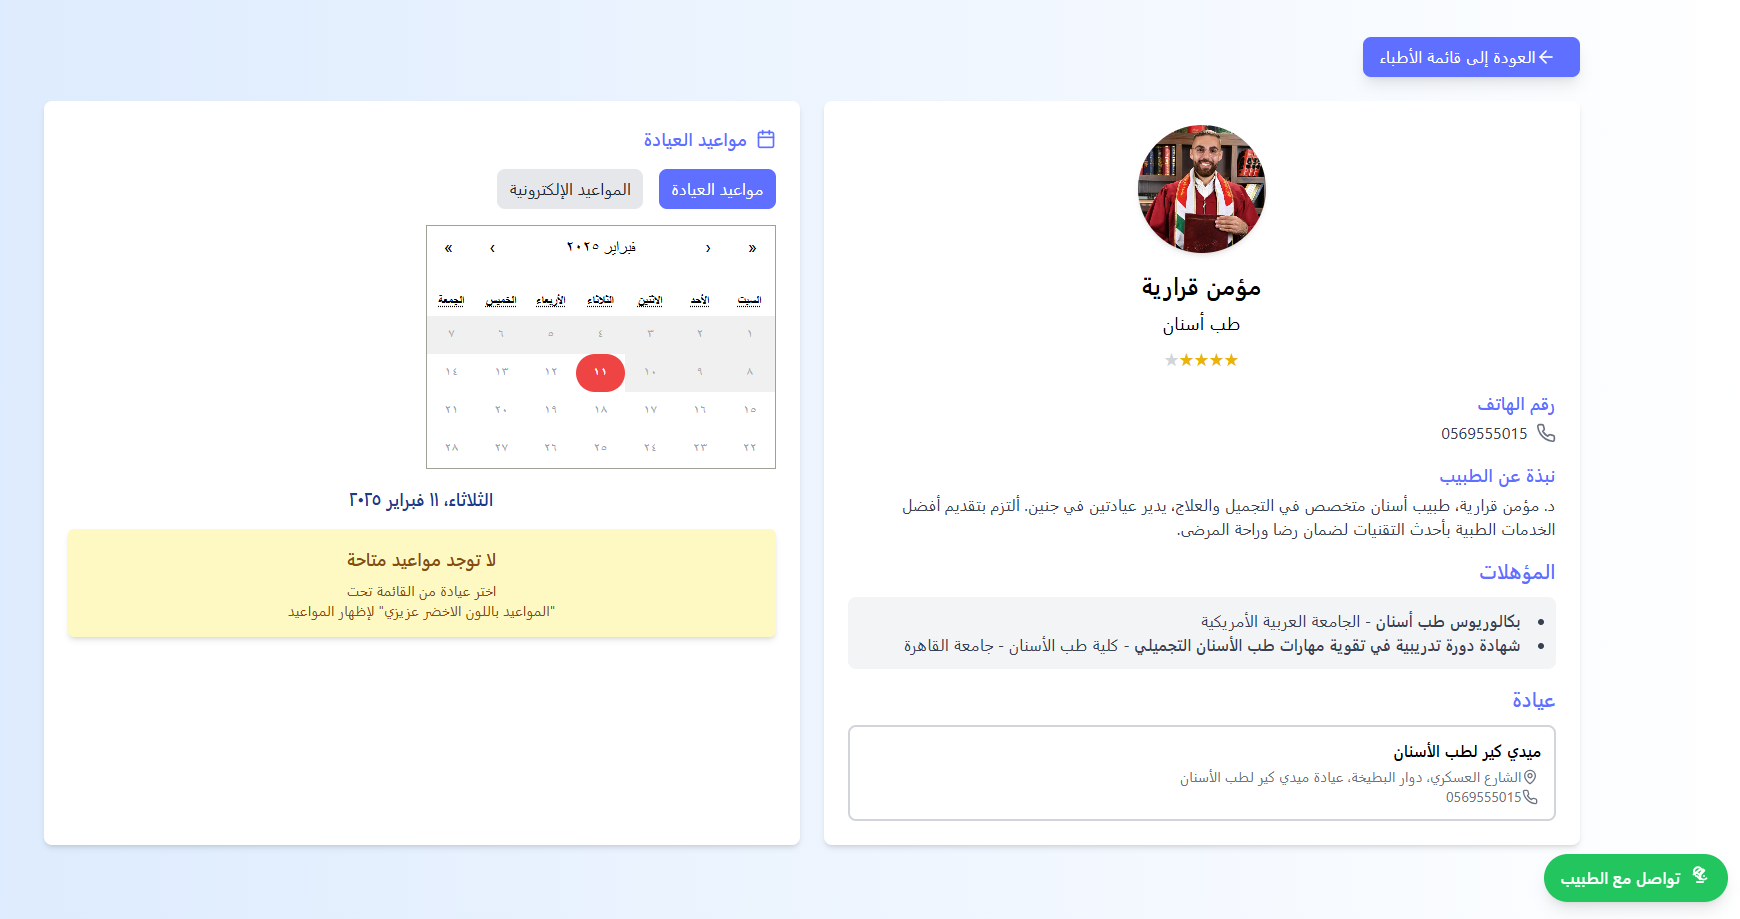 العودة إلى قائمة الأطباء
مؤمن قرارية
طب أسنان
رقم الهاتف
0569555015
نبذة عن الطبيب
د. مؤمن قرارية، طبيب أسنان متخصص في التجميل والعلاج، يدير عيادتين في جنين. ألتزم بتقديم أفضل
الخدمات الطبية بأحدث التقنيات لضمان رضا وراحة المرضى.
المؤهلات
بكالوريوس طب أسنان - الجامعة العربية الأمريكية
شهادة دورة تدريبية في تقوية مهارات طب الأسنان التجميلي - كلية طب الأسنان - جامعة القاهرة
عيادة
ميدي كير لطب الأسنان
الشارع العسكري، دوار البطيخة، عيادة ميدي كير لطب الأسنان
0569555015
مواعيد العيادة
مواعيد العيادة المواعيد الإلكترونية
« ‹ فبراير ٢٠٢٥ › »
السبت الأحد الاثنين الثلاثاء الأربعاء الخميس الجمعة
١ ٢ ٣ ٤ ٥ ٦ ٧
٨ ٩ ١٠ ١١ ١٢ ١٣ ١٤
١٥ ١٦ ١٧ ١٨ ١٩ ٢٠ ٢١
٢٢ ٢٣ ٢٤ ٢٥ ٢٦ ٢٧ ٢٨
الثلاثاء، ١١ فبراير ٢٠٢٥
لا توجد مواعيد متاحة
اختر عيادة من القائمة تحت
"المواعيد باللون الاخضر عزيزي" لإظهار المواعيد
تواصل مع الطبيب